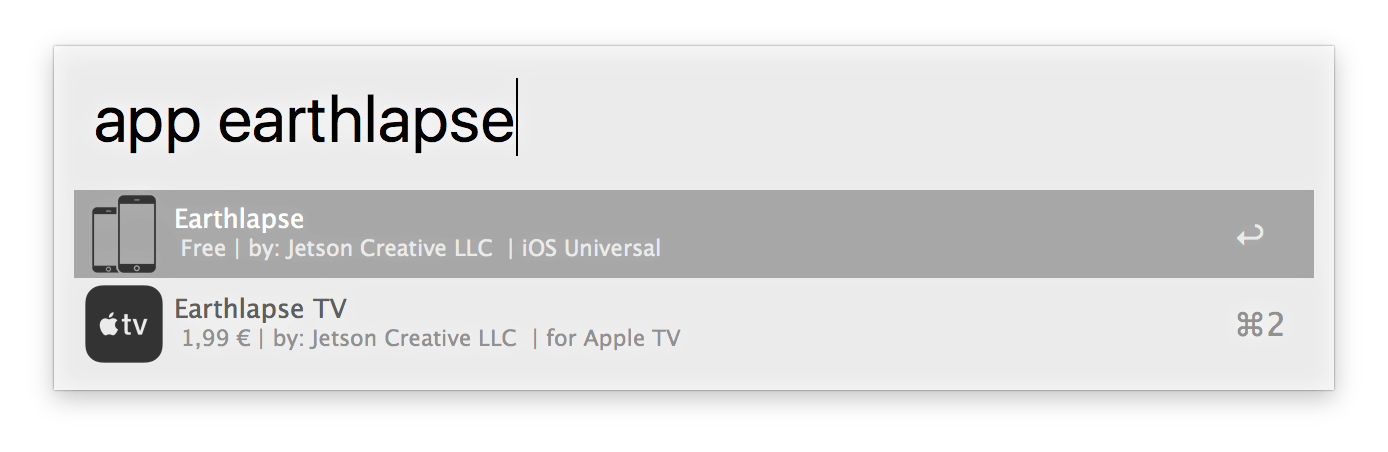 app earthlapse
Earthlapse
Free | by: Jetson Creative LLC | iOS Universal
tv
Earthlapse TV
1,99 € | by: Jetson Creative LLC | for Apple TV
⌘2